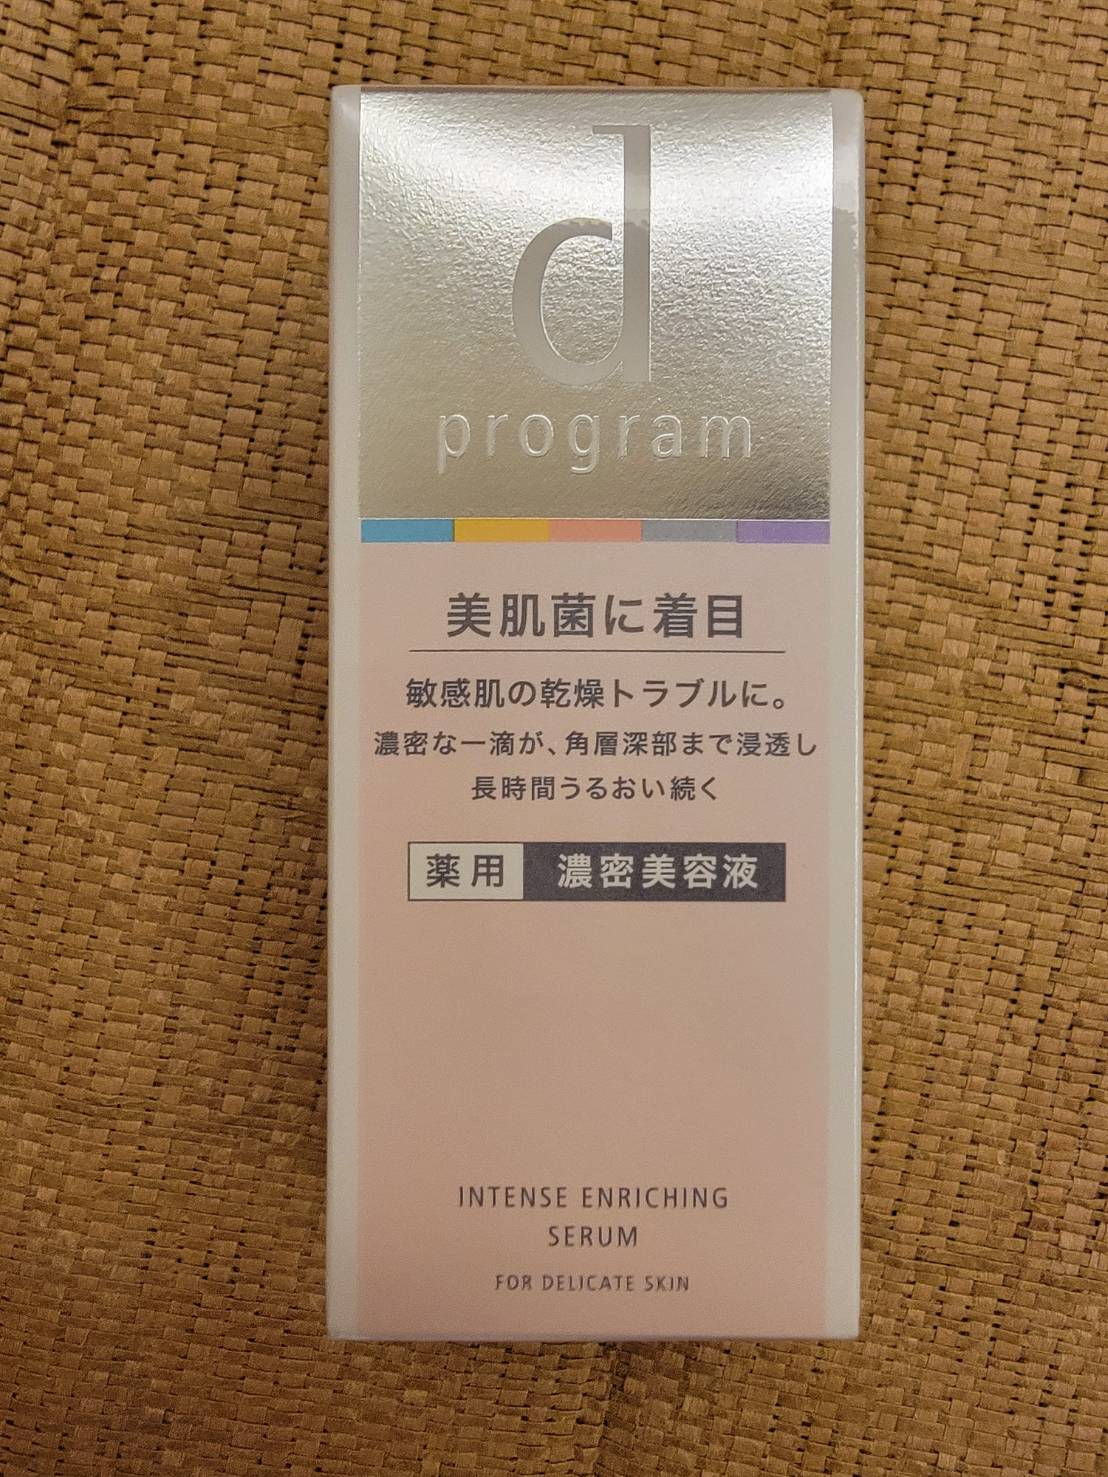 d
program
美肌菌に着目
敏感肌の乾燥トラブルに。
濃密な一滴が、角層深部まで浸透し
長時間うるおい続く
薬用 濃密美容液
INTENSE ENRICHING
SERUM
FOR DELICATE SKIN